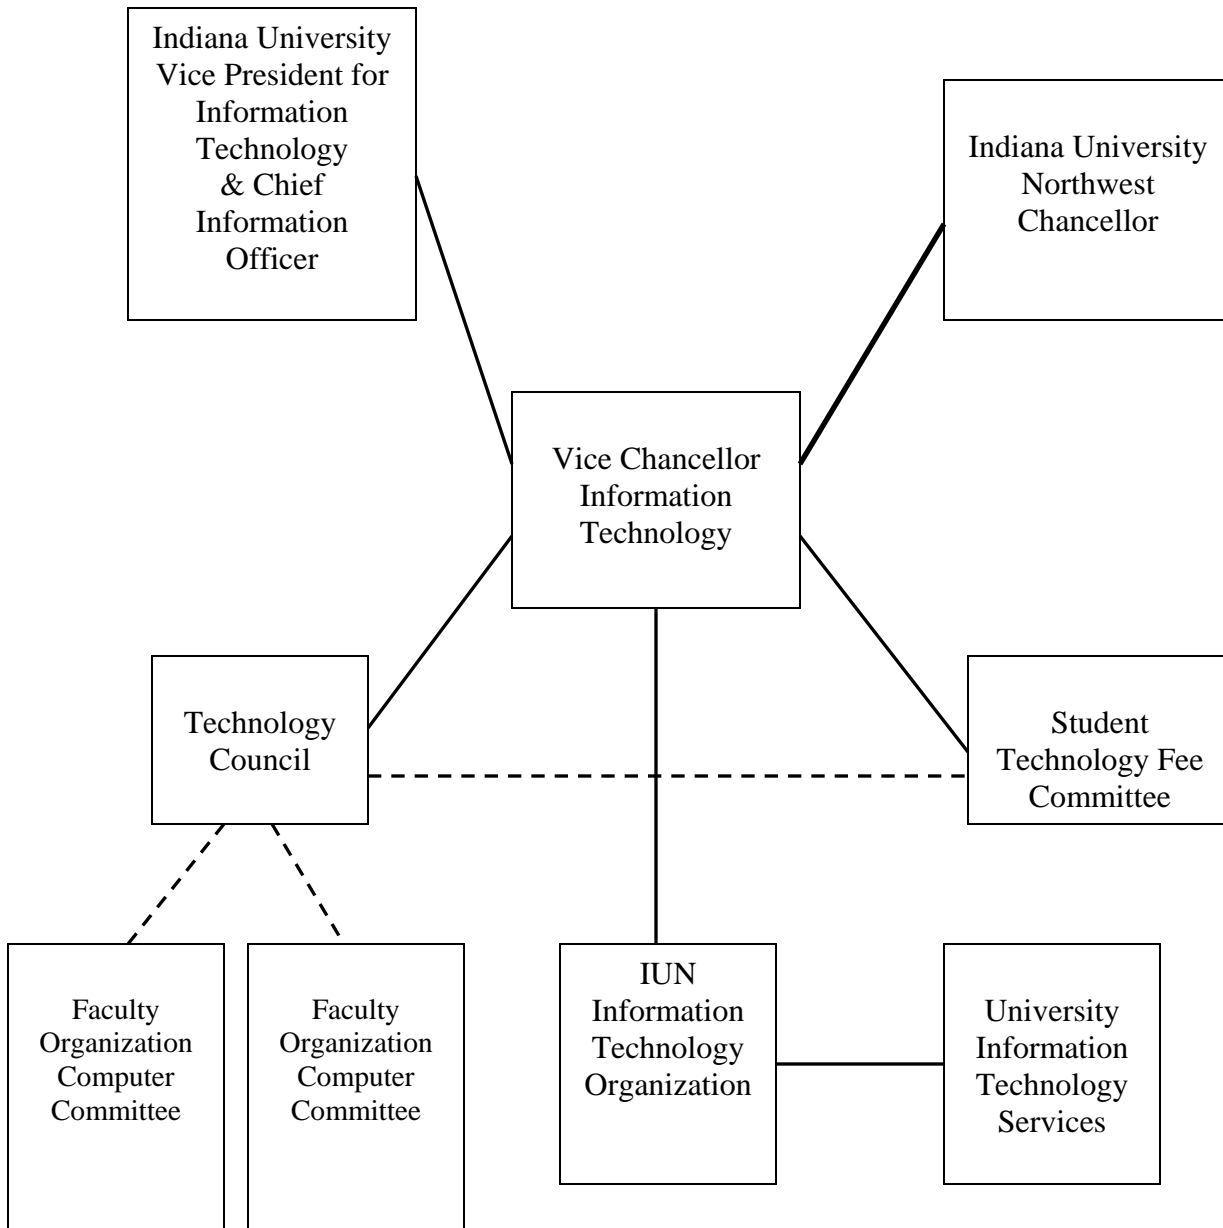 Indiana University
Vice President for
Information
Technology
& Chief
Information
Officer
Indiana University
Northwest
Chancellor
Vice Chancellor
Information
Technology
Technology
Council
Student
Technology Fee
Committee
Faculty
Organization
Computer
Committee
Faculty
Organization
Computer
Committee
IUN
Information
Technology
Organization
University
Information
Technology
Services